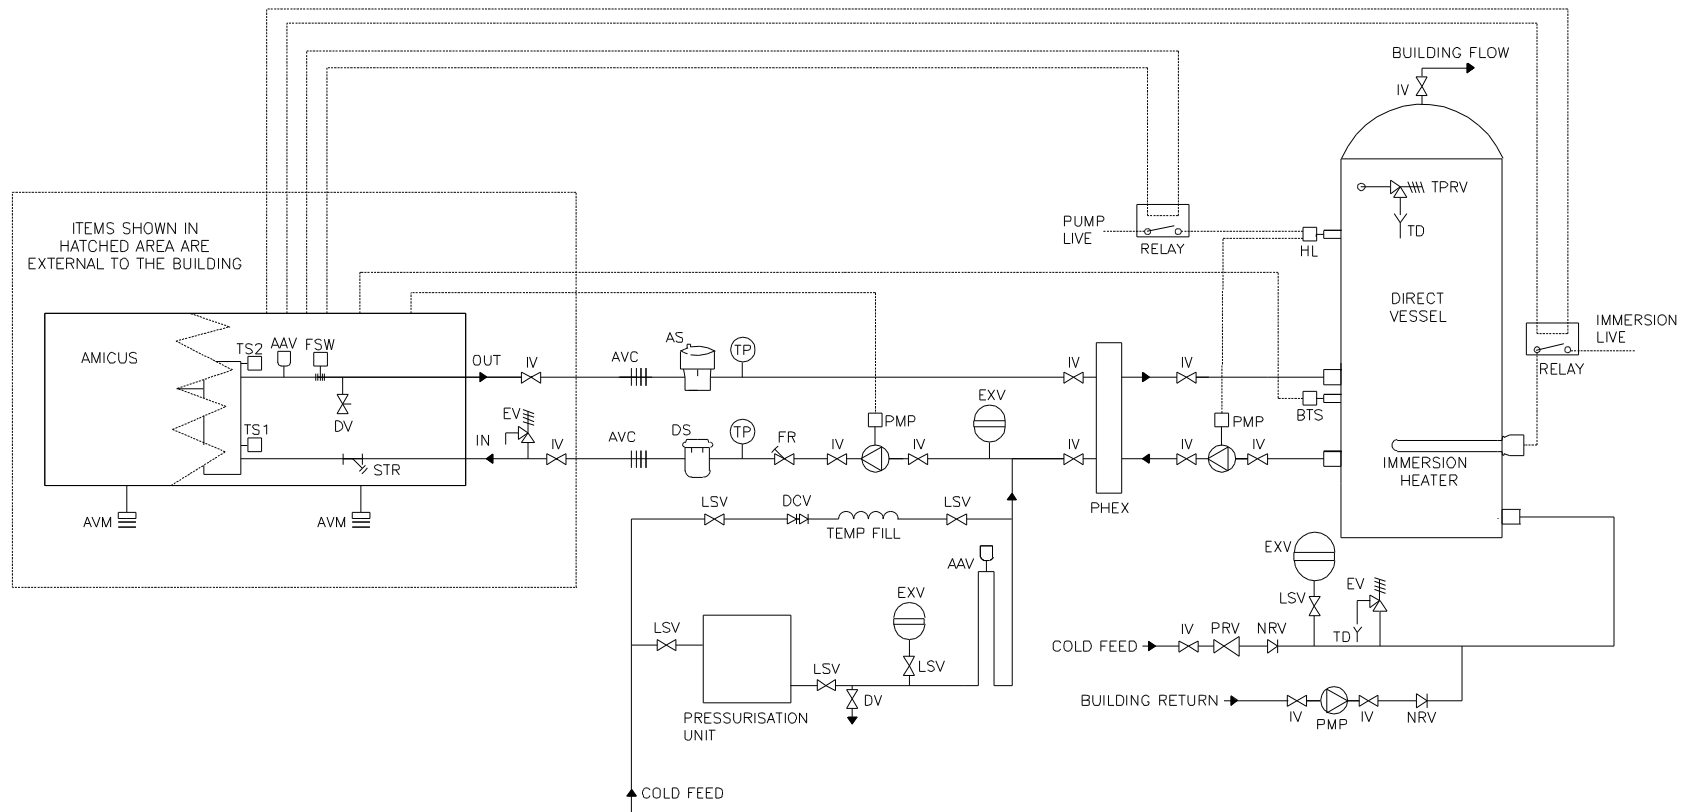 BUILDING FLOW
IV
TPRV
TD
PUMP
LIVE
RELAY
HL
ITEMS SHOWN IN
HATCHED AREA ARE
EXTERNAL TO THE BUILDING
DIRECT
VESSEL
IMMERSION
LIVE
RELAY
AMICUS
TS2
AAV
FSW
OUT
IV
AVC
AS
TP
IV
IV
BTS
DV
TS1
STR
IN
EV
IV
AVC
DS
TP
FR
IV
PMP
IV
EXV
IV
PHEX
IV
PMP
IV
IMMERSION
HEATER
AVM
AVM
LSV
DCV
TEMP FILL
LSV
AAV
EXV
LSV
LSV
LSV
DV
PRESSURISATION
UNIT
EXV
LSV
EV
TD
COLD FEED
IV
PRV
NRV
BUILDING RETURN
IV
PMP
IV
NRV
COLD FEED